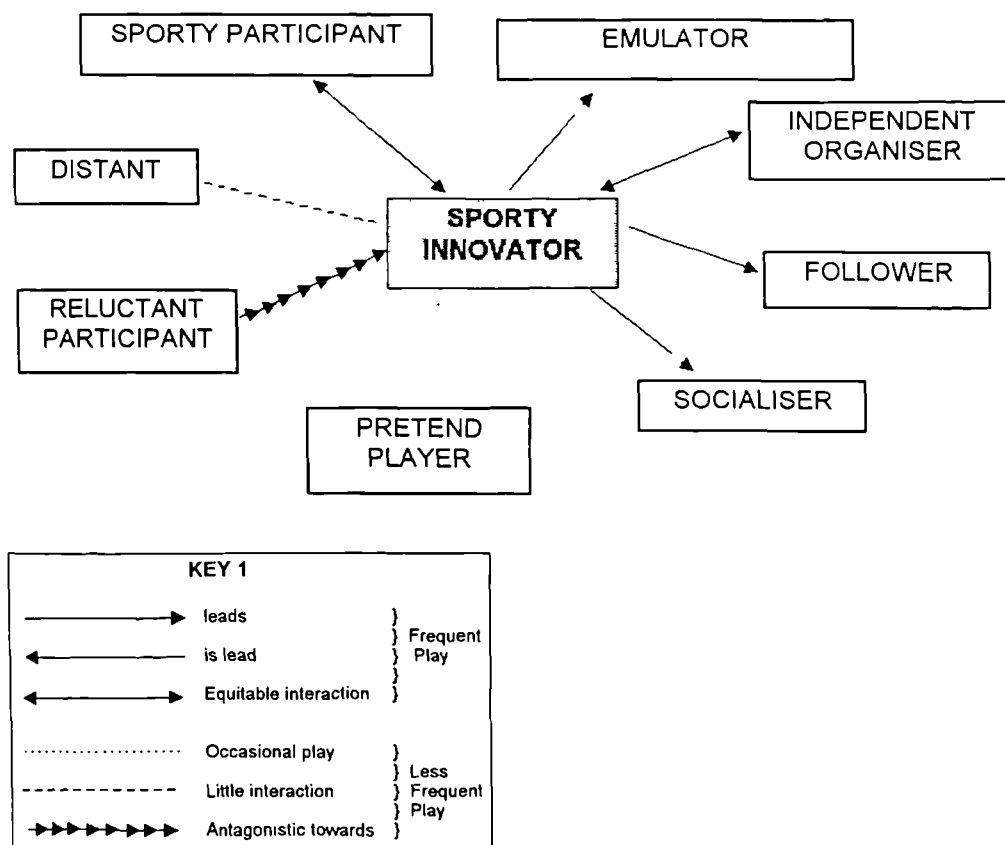 SPORTY PARTICIPANT
EMULATOR
INDEPENDENT
ORGANISER
DISTANT
SPORTY
INNOVATOR
FOLLOWER
RELUCTANT
PARTICIPANT
SOCIALISER
PRETEND
PLAYER
KEY 1
leads }
} Frequent
is lead } Play
}
Equitable interaction }
Occasional play }
} Less
Little interaction } Frequent
} Play
Antagonistic towards }